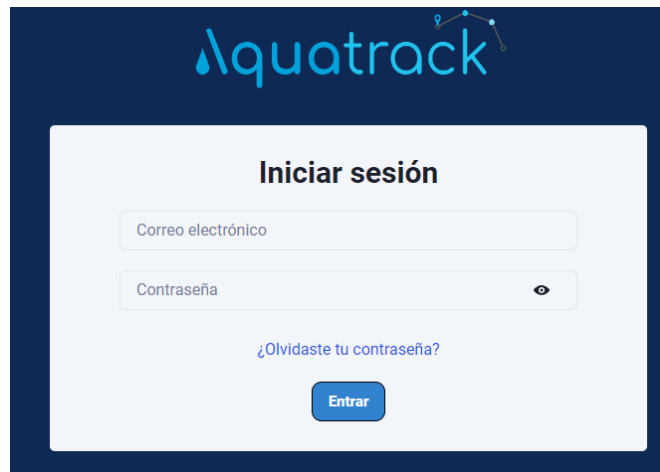 Aquatrack
Iniciar sesión
Correo electrónico
Contraseña
¿Olvidaste tu contraseña?
Entrar